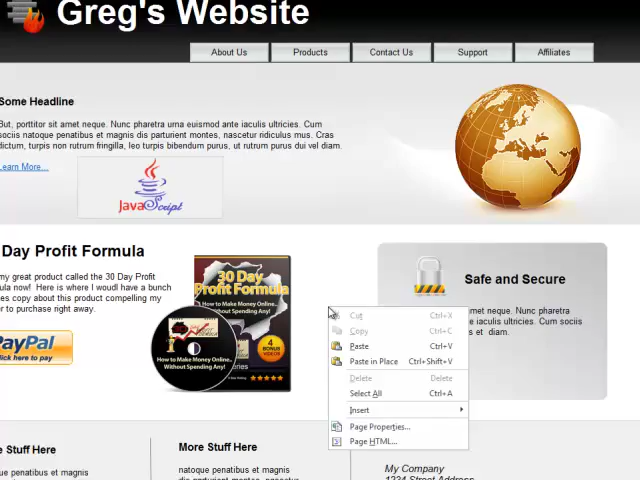 Greg's Website
About Us Products Contact Us Support Affiliates
Some Headline
But, porttitor sit amet neque. Nunc pharetra urna euismod ante iaculis ultricies. Cum
sociis natoque penatibus et magnis dis parturient montes, nascetur ridiculus mus. Cras
dictum, turpis non rutrum fringilla, leo turpis bibendum purus, ut rutrum purus dui vel diam.
Learn More...
JavaScript
Day Profit Formula
my great product called the 30 Day Profit
ula now! Here is where I woudl have a bunch
es copy about this product compelling my
er to purchase right away.
PayPal
Click here to pay
30 Day
Profit Formula
How to Make Money Online..
Without Spending Any!
4
BONUS
VIDEOS
How to Make Money Online..
Without Spending Any!
Safe and Secure
met neque. Nunc pharetra
e iaculis ultricies. Cum sociis
et diam.
Cut Ctrl+X
Copy Ctrl+C
Paste Ctrl+V
Paste in Place Ctrl+Shift+V
Delete Delete
Select All Ctrl+A
Insert
Page Properties...
Page HTML...
e Stuff Here
que penatibus et magnis
More Stuff Here
natoque penatibus et magnis
My Company
1234 Street Address